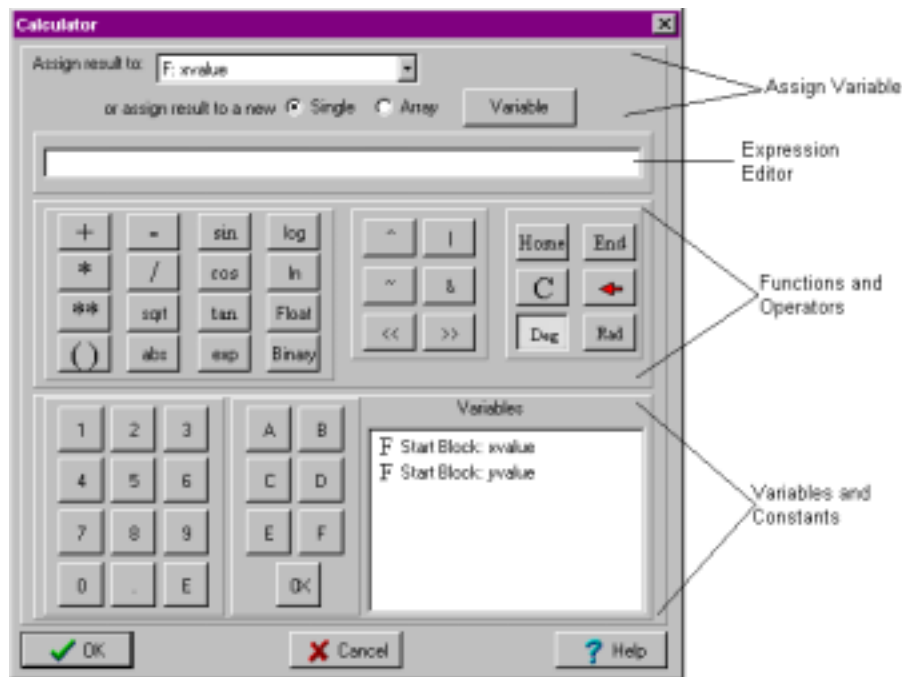 Calculator
Assign result to: F: xvalue
Assign Variable
or assign result to a new Single Array Variable
Expression
Editor
+ - sin log ^ | Home End
* / cos ln ~ & C
Functions and
Operators
** sqrt tan Float << >> Deg Rad
() abs exp Binary
Variables
1 2 3 A B
F Start Block: xvalue
F Start Block: yvalue
4 5 6 C D
Variables and
Constants
7 8 9 E F
0 . E 0X
OK Cancel ? Help